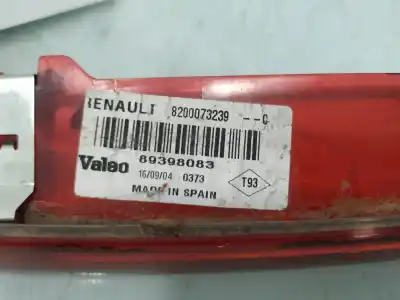 RENAULT 8200073239 --C
Valeo 89398083
16/09/04 0373
MADE IN SPAIN
T93